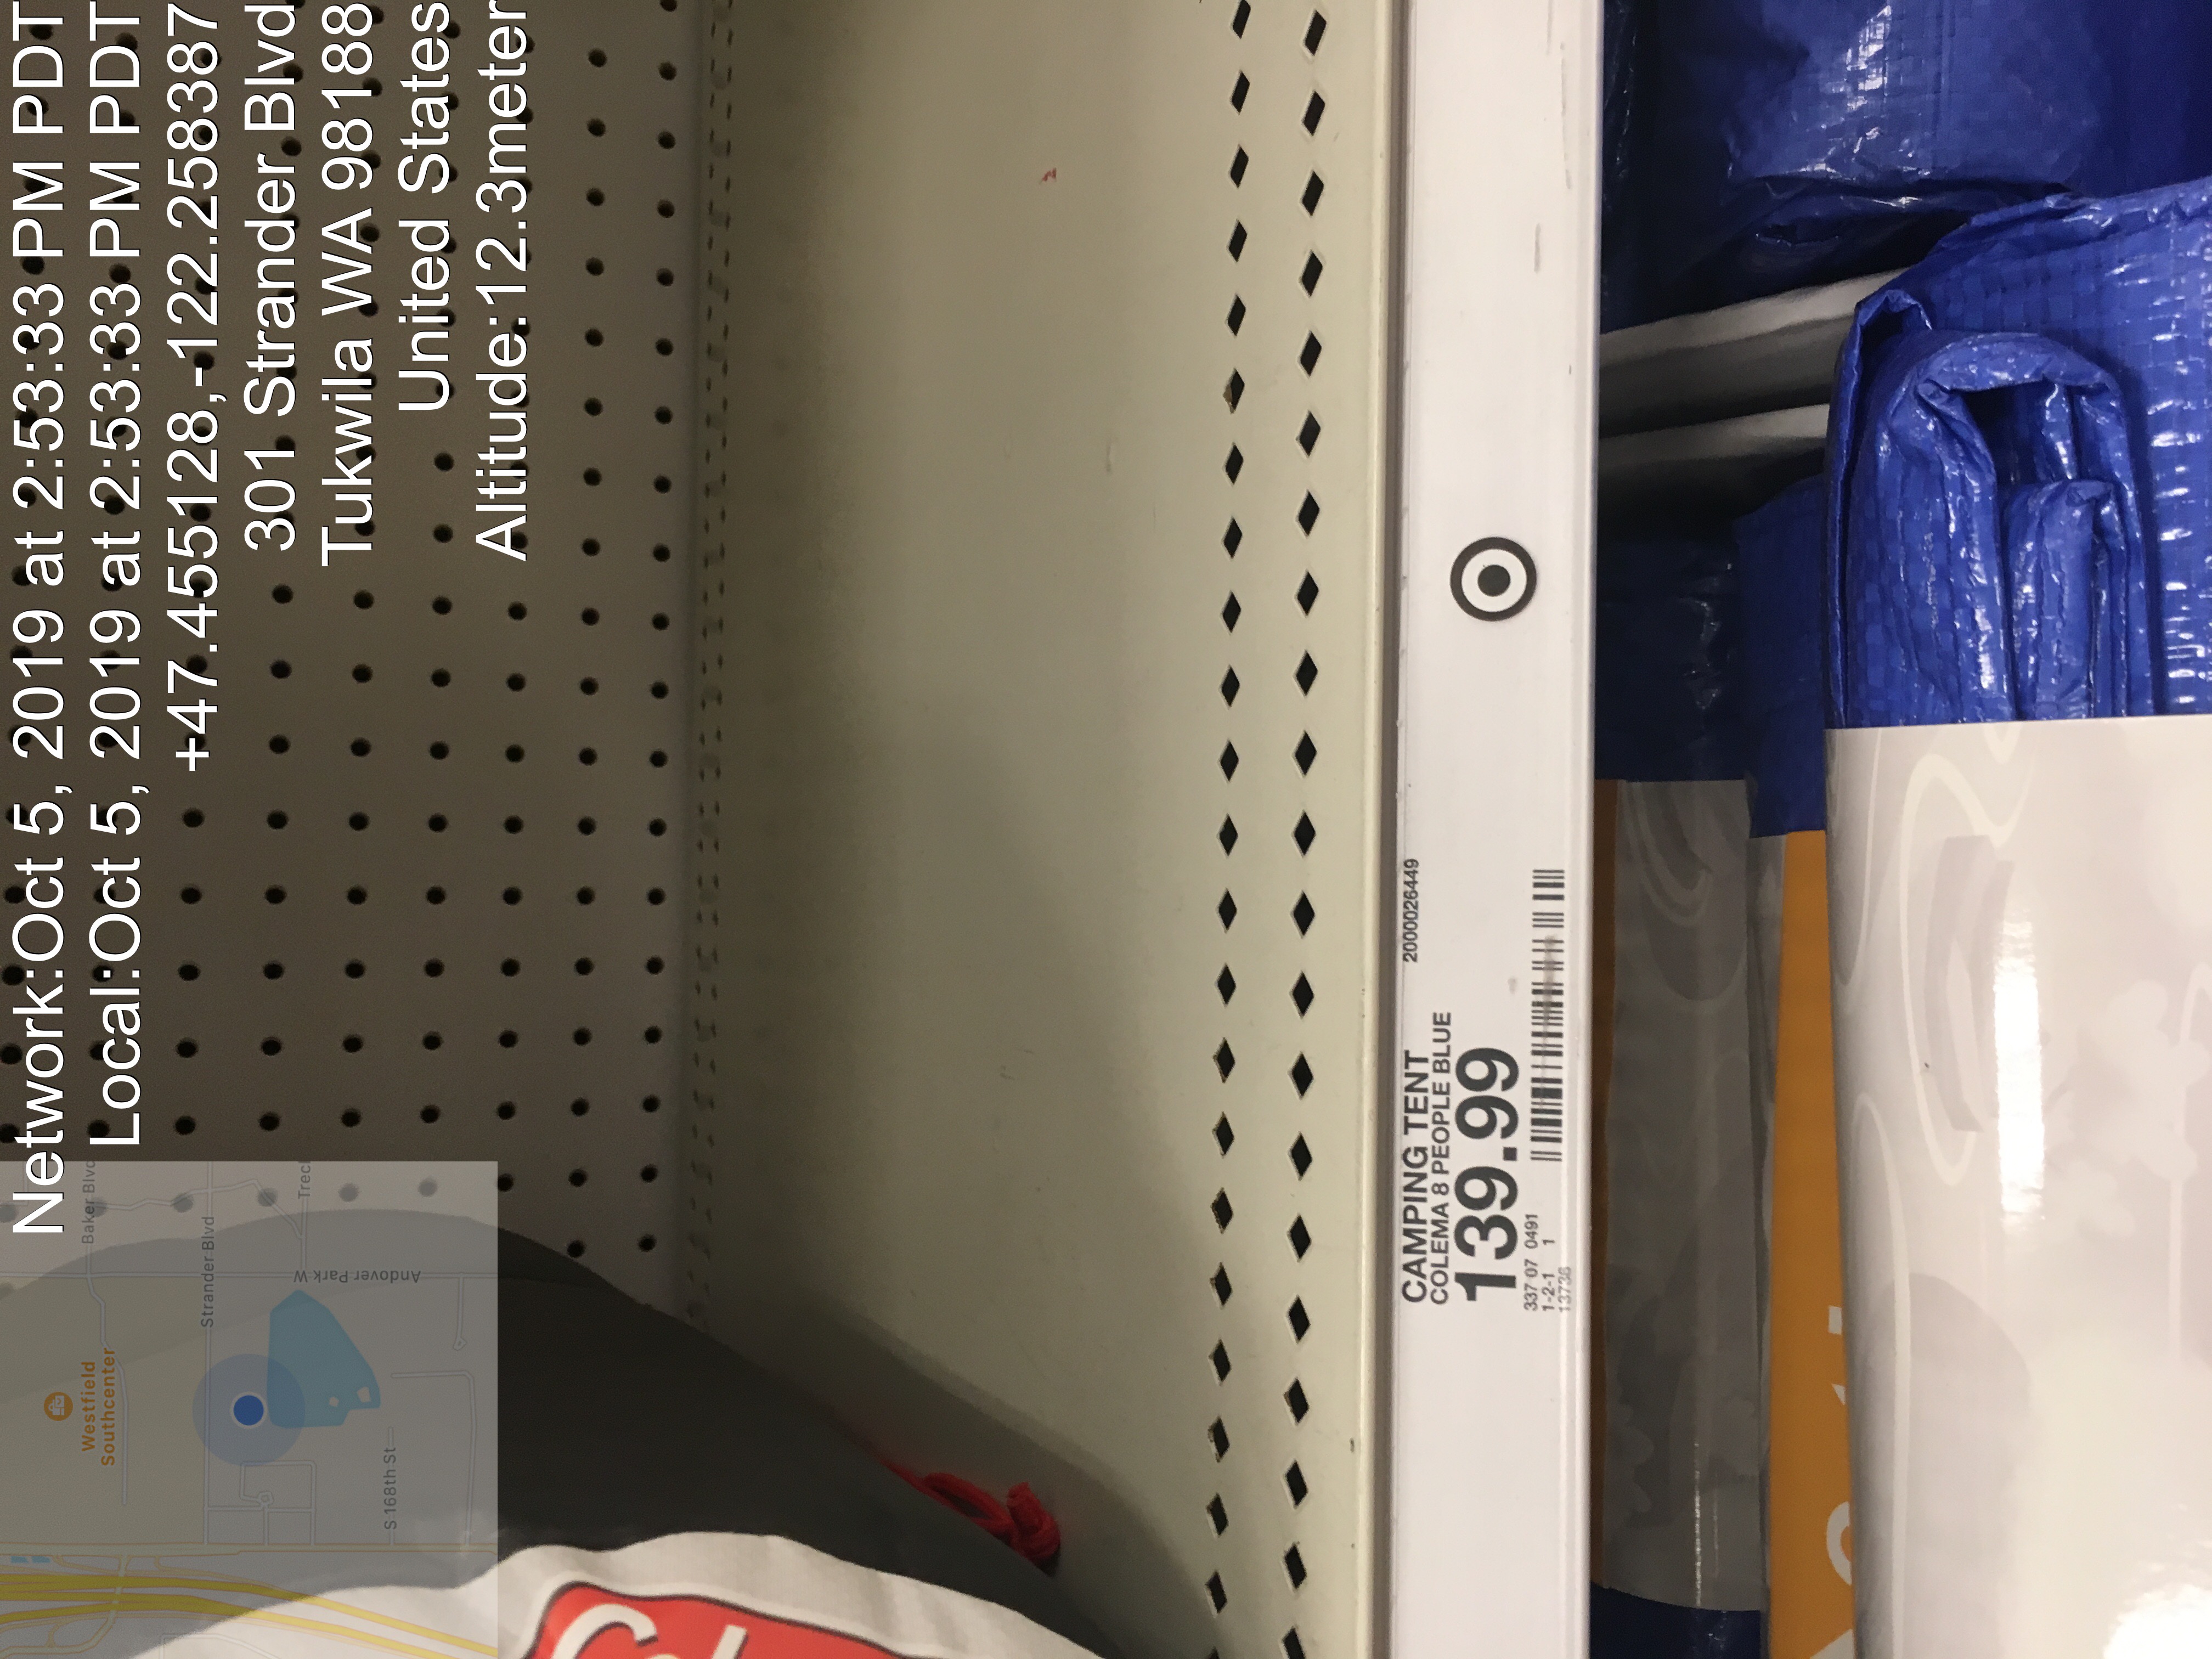 Network:Oct 5, 2019 at 2:53:33 PM PDT
Local:Oct 5, 2019 at 2:53:33 PM PDT
+47.455128,-122.258387
301 Strander Blvd
Tukwila WA 98188
United States
Altitude:12.3meter
Westfield
Southcenter
Baker Blvd
Strander Blvd
Trec
Andover Park W
S 168th St
CAMPING TENT
2000026449
COLEMA 8 PEOPLE BLUE
139.99
337 07 0491
1-2-1 1
13736